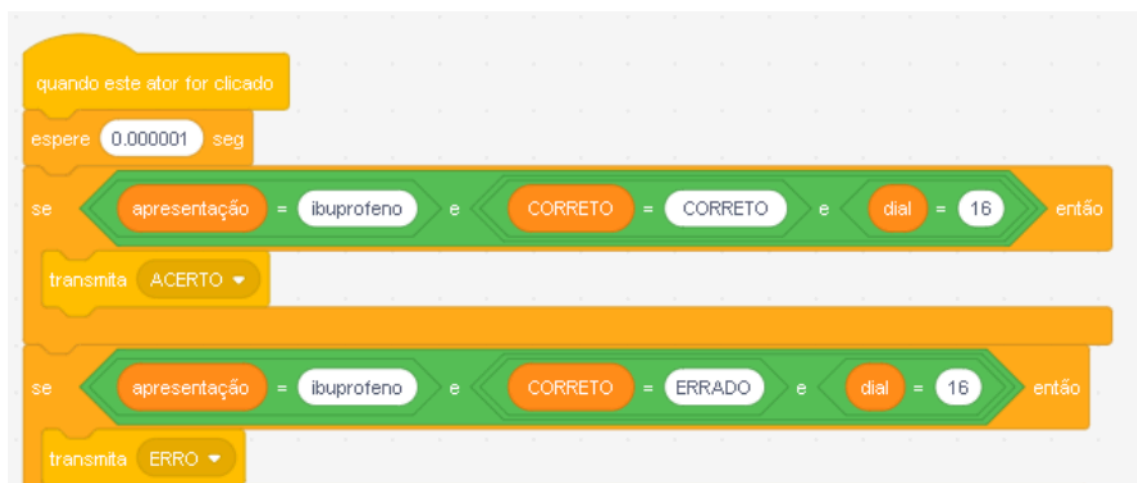 quando este ator for clicado
espere 0.000001 seg
se apresentação = ibuprofeno e CORRETO = CORRETO e dial = 16 então
transmita ACERTO
se apresentação = ibuprofeno e CORRETO = ERRADO e dial = 16 então
transmita ERRO